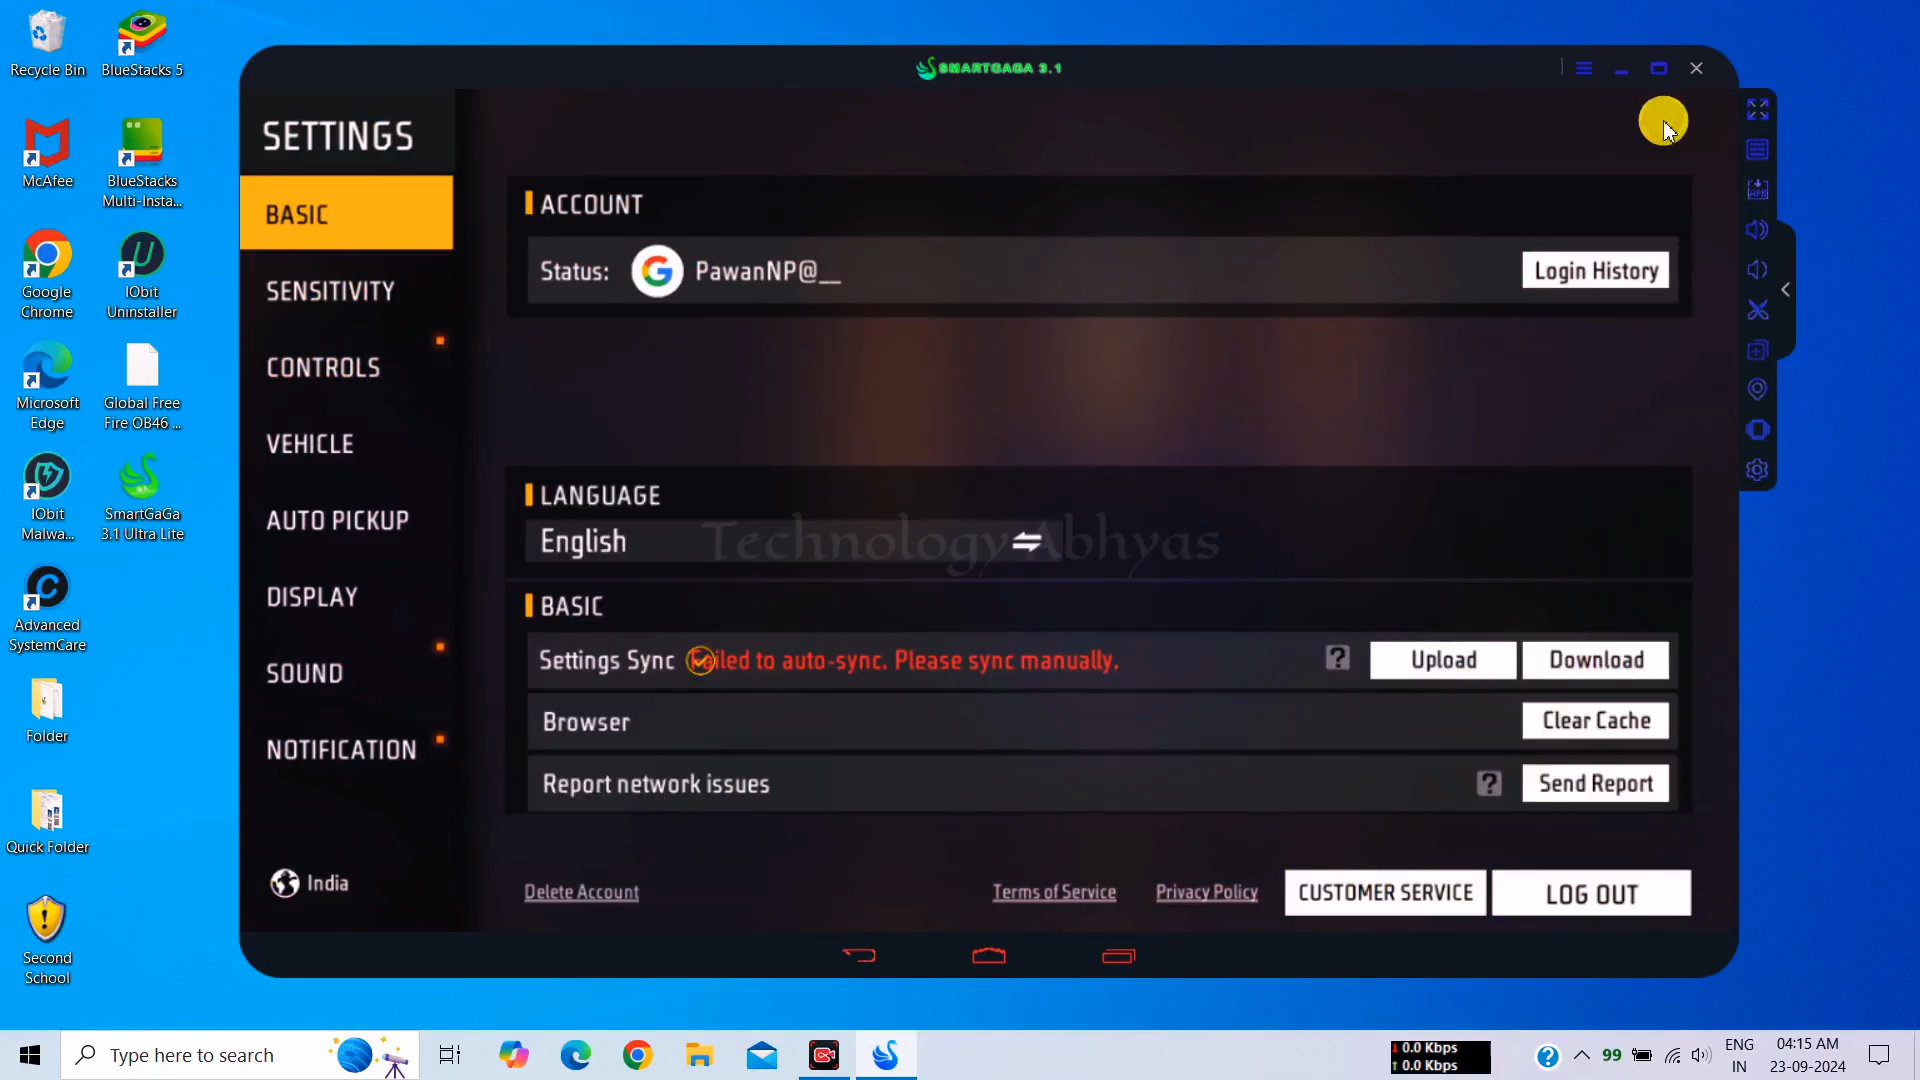 Recycle Bin
BlueStacks 5
McAfee
BlueStacks
Multi-Insta...
Google
Chrome
IObit
Uninstaller
Microsoft
Edge
Global Free
Fire OB46 ...
IObit
Malwa...
SmartGaGa
3.1 Ultra Lite
Advanced
SystemCare
Folder
Quick Folder
Second
School
SMARTGAGA 3.1
SETTINGS
BASIC
SENSITIVITY
CONTROLS
VEHICLE
AUTO PICKUP
DISPLAY
SOUND
NOTIFICATION
India
ACCOUNT
Status: G PawanNP@__
Login History
LANGUAGE
English
Technology Abhyas
BASIC
Settings Sync
Failed to auto-sync. Please sync manually.
?
Upload
Download
Browser
Clear Cache
Report network issues
?
Send Report
Delete Account
Terms of Service
Privacy Policy
CUSTOMER SERVICE
LOG OUT
APK
Type here to search
0.0 Kbps
0.0 Kbps
?
99
ENG
IN
04:15 AM
23-09-2024